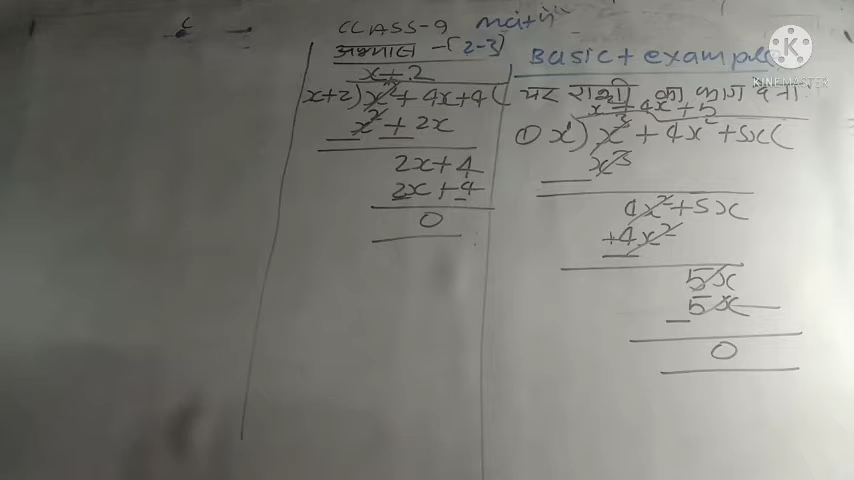 CLASS-9 math
अभ्यास -[2-3]
x+2
x+2) x²+4x+4 (
x² + 2x
2x+4
2x+4
0
Basic + example
x² + 4x + 5
① x) x³ + 4x² + 5x (
x³
4x²+5x
+4x²
5x
5x
0
KINEMASTER